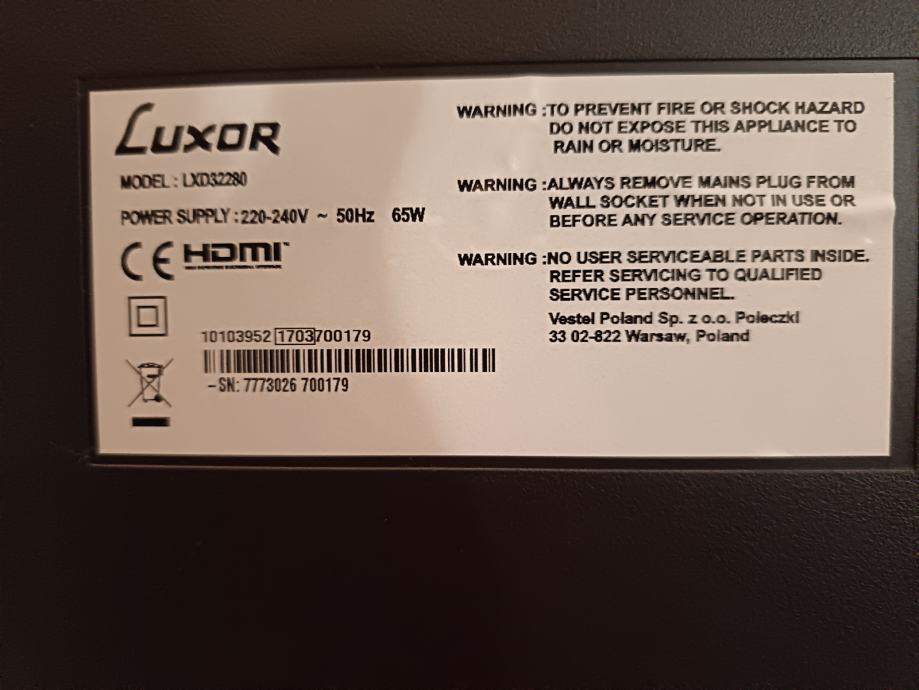 LUXOR
MODEL : LXD32280
POWER SUPPLY : 220-240V ~ 50Hz 65W
CE HDMI
10103952 1703700179
-SN: 7773026 700179
WARNING :TO PREVENT FIRE OR SHOCK HAZARD
DO NOT EXPOSE THIS APPLIANCE TO
RAIN OR MOISTURE.
WARNING :ALWAYS REMOVE MAINS PLUG FROM
WALL SOCKET WHEN NOT IN USE OR
BEFORE ANY SERVICE OPERATION.
WARNING :NO USER SERVICEABLE PARTS INSIDE.
REFER SERVICING TO QUALIFIED
SERVICE PERSONNEL.
Vestel Poland Sp. z o.o. Poleczki
33 02-822 Warsaw, Poland